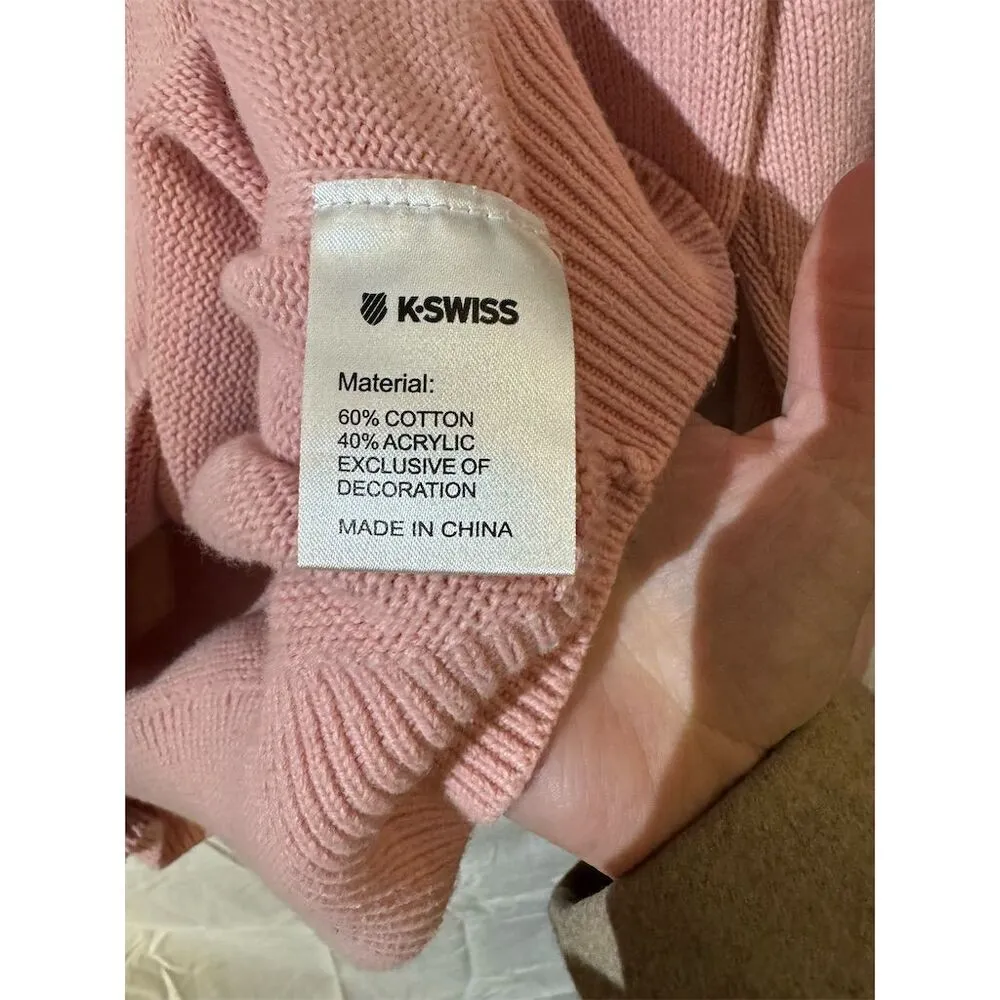 K·SWISS
Material:
60% COTTON
40% ACRYLIC
EXCLUSIVE OF
DECORATION
MADE IN CHINA